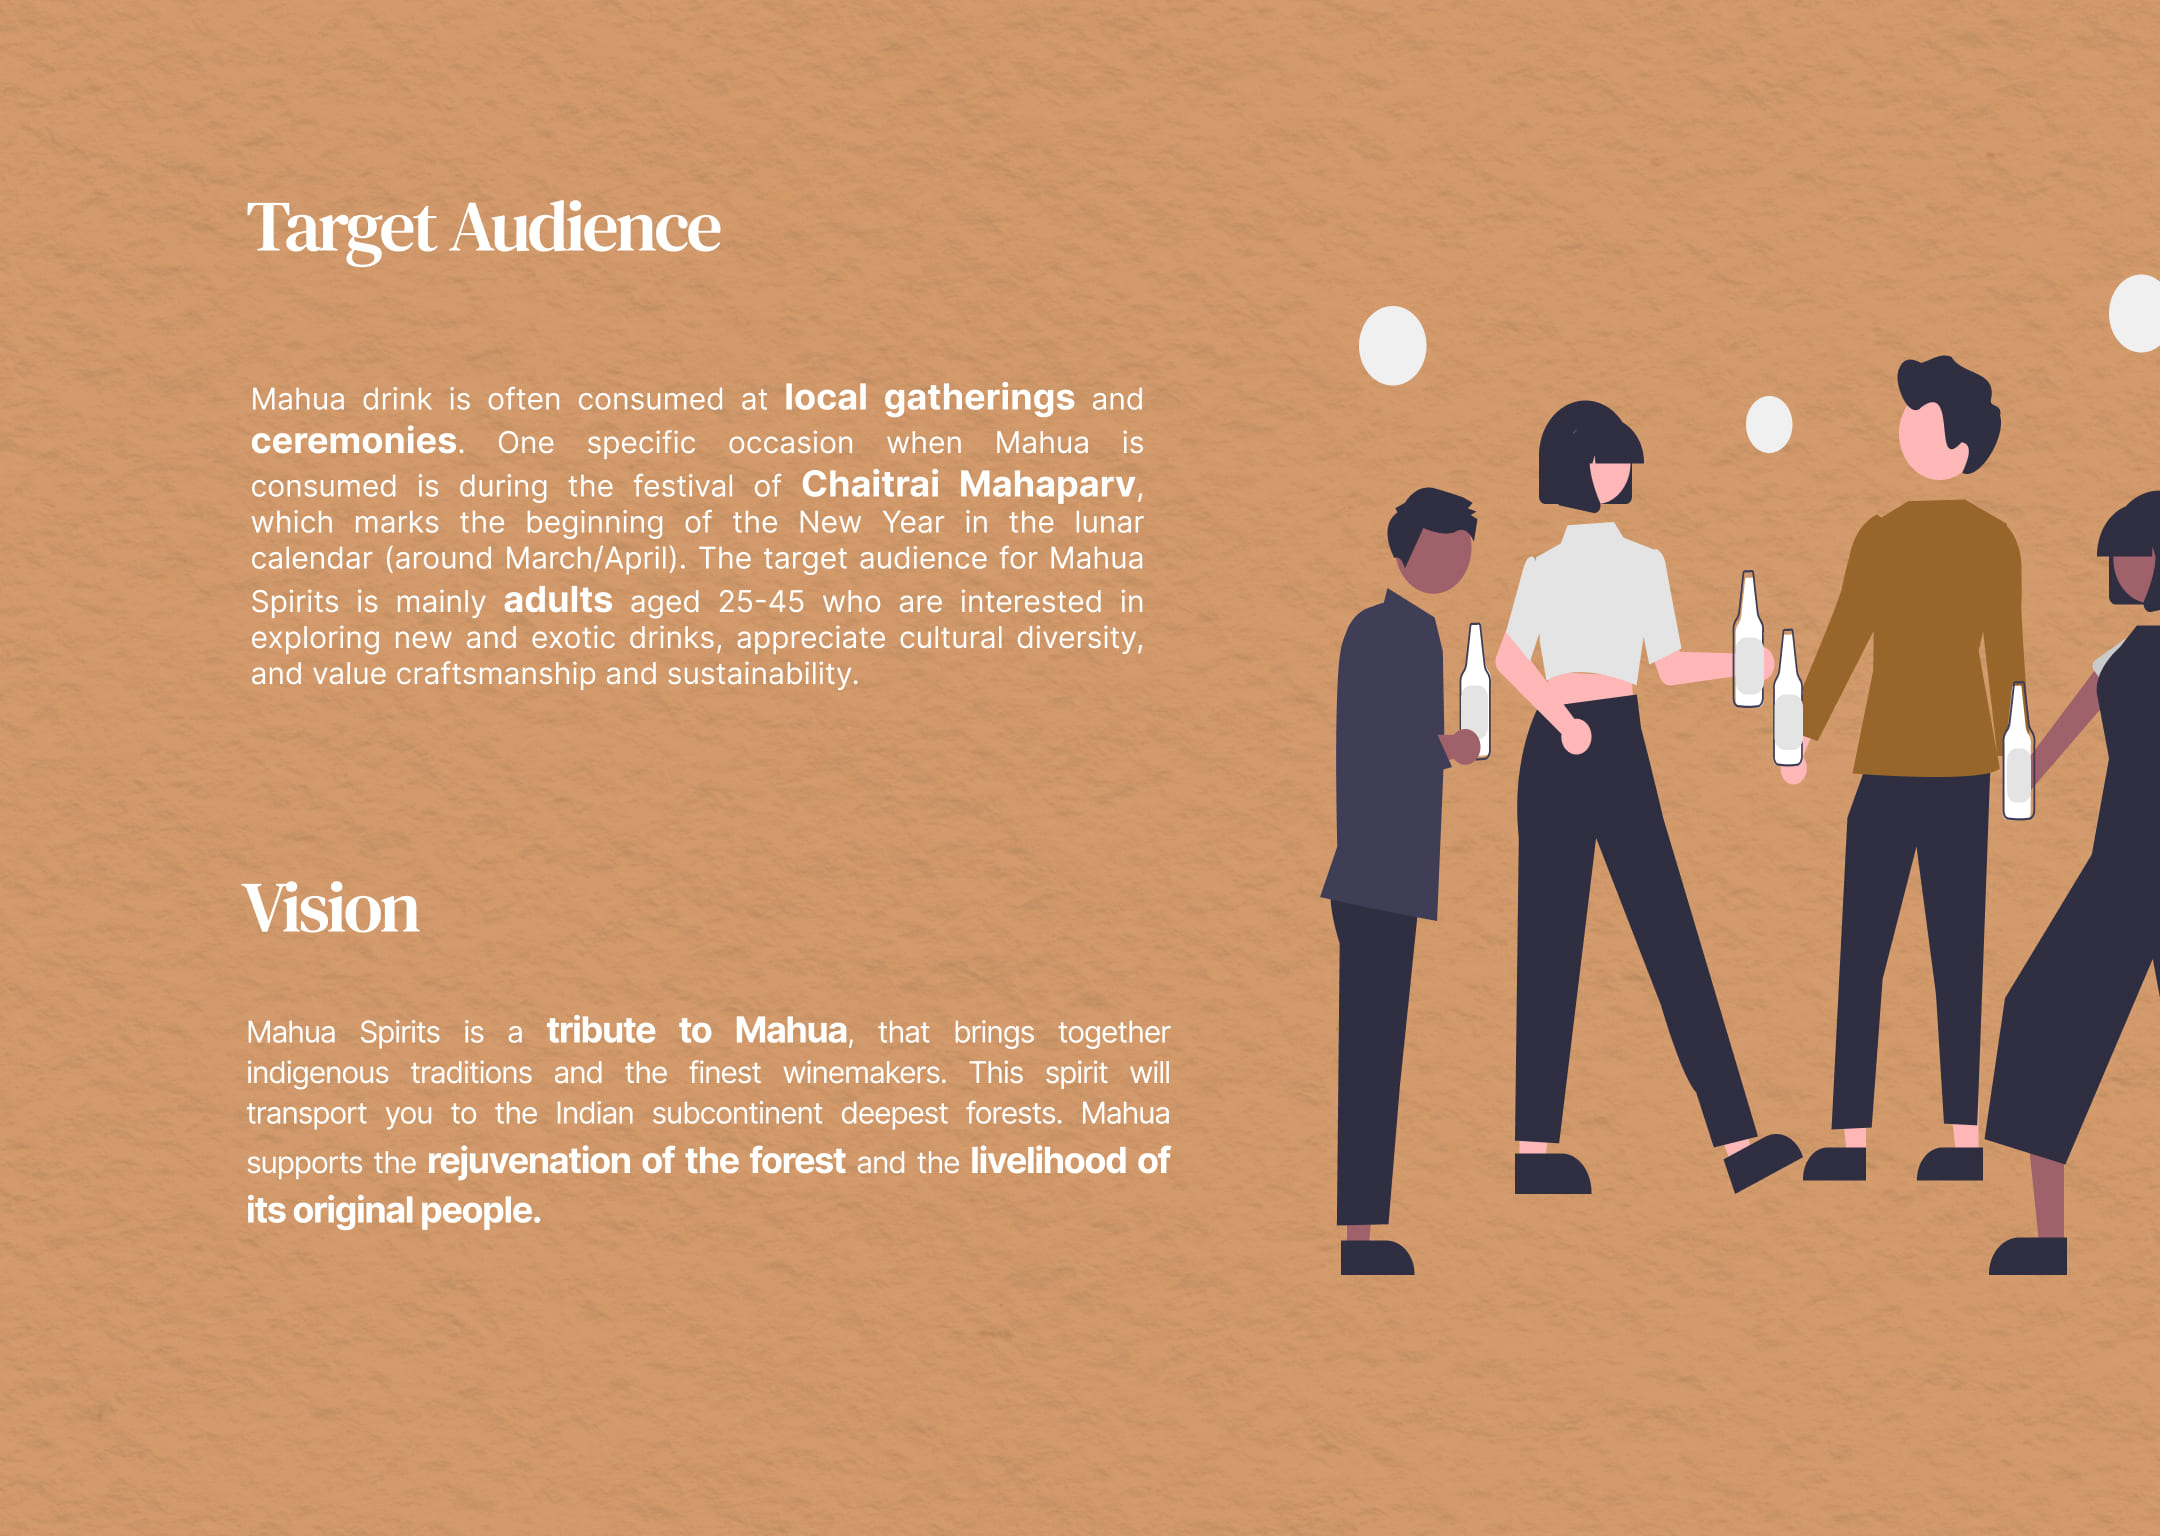 Target Audience
Mahua drink is often consumed at local gatherings and
ceremonies. One specific occasion when Mahua is
consumed is during the festival of Chaitrai Mahaparv,
which marks the beginning of the New Year in the lunar
calendar (around March/April). The target audience for Mahua
Spirits is mainly adults aged 25-45 who are interested in
exploring new and exotic drinks, appreciate cultural diversity,
and value craftsmanship and sustainability.
Vision
Mahua Spirits is a tribute to Mahua, that brings together
indigenous traditions and the finest winemakers. This spirit will
transport you to the Indian subcontinent deepest forests. Mahua
supports the rejuvenation of the forest and the livelihood of
its original people.